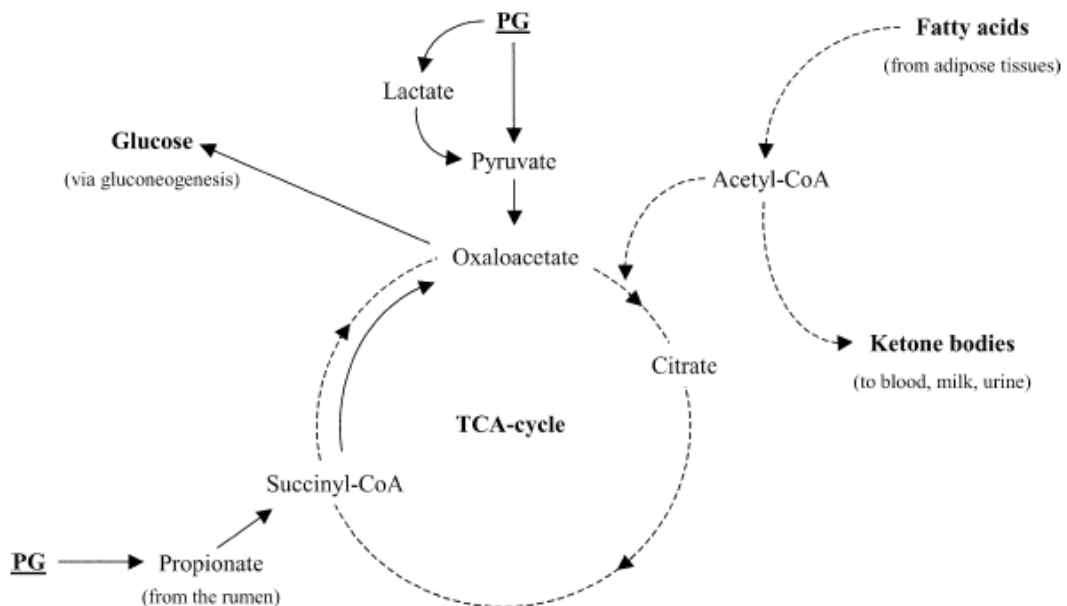 PG
Fatty acids
(from adipose tissues)
Lactate
Glucose
(via gluconeogenesis)
Pyruvate
Acetyl-CoA
Oxaloacetate
Ketone bodies
(to blood, milk, urine)
Citrate
TCA-cycle
Succinyl-CoA
PG
Propionate
(from the rumen)